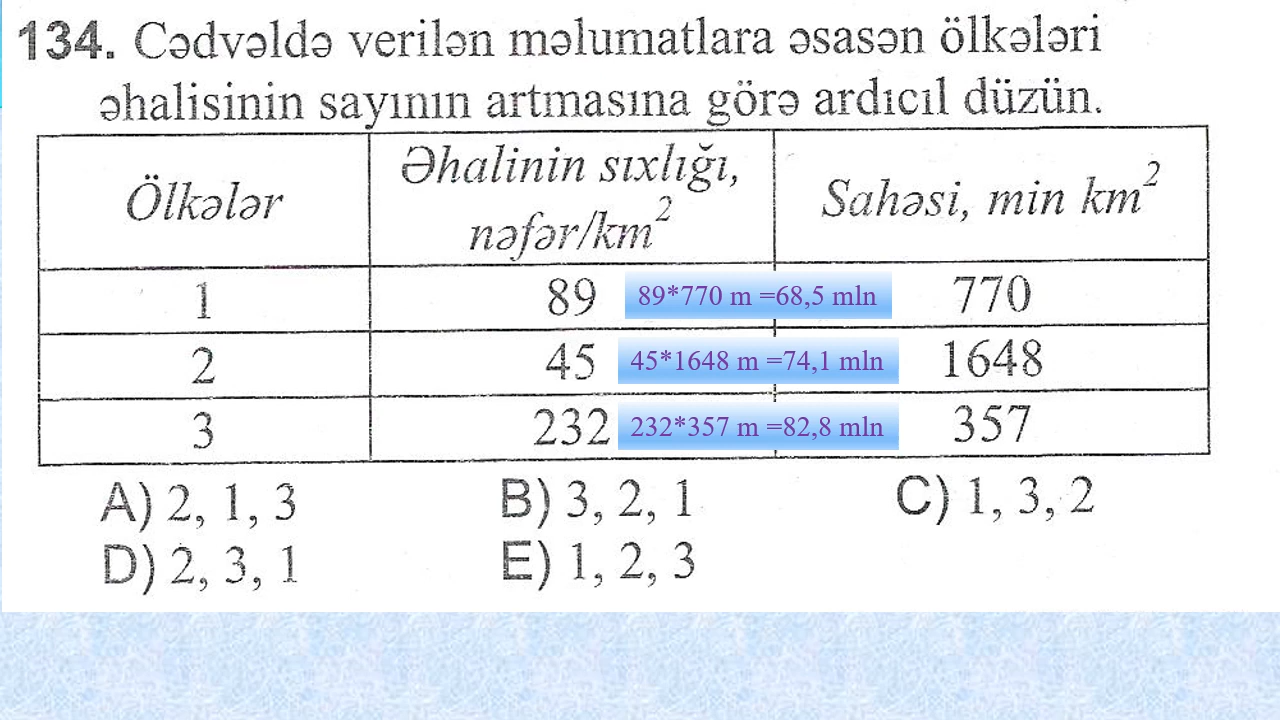 134. Cədvəldə verilən məlumatlara əsasən ölkələri
əhalisinin sayının artmasına görə ardıcıl düzün.
Ölkələr
Əhalinin sıxlığı,
nəfər/km²
Sahəsi, min km²
1 89 89*770 m =68,5 mln 770
2 45 45*1648 m =74,1 mln 1648
3 232 232*357 m =82,8 mln 357
A) 2, 1, 3 B) 3, 2, 1 C) 1, 3, 2
D) 2, 3, 1 E) 1, 2, 3